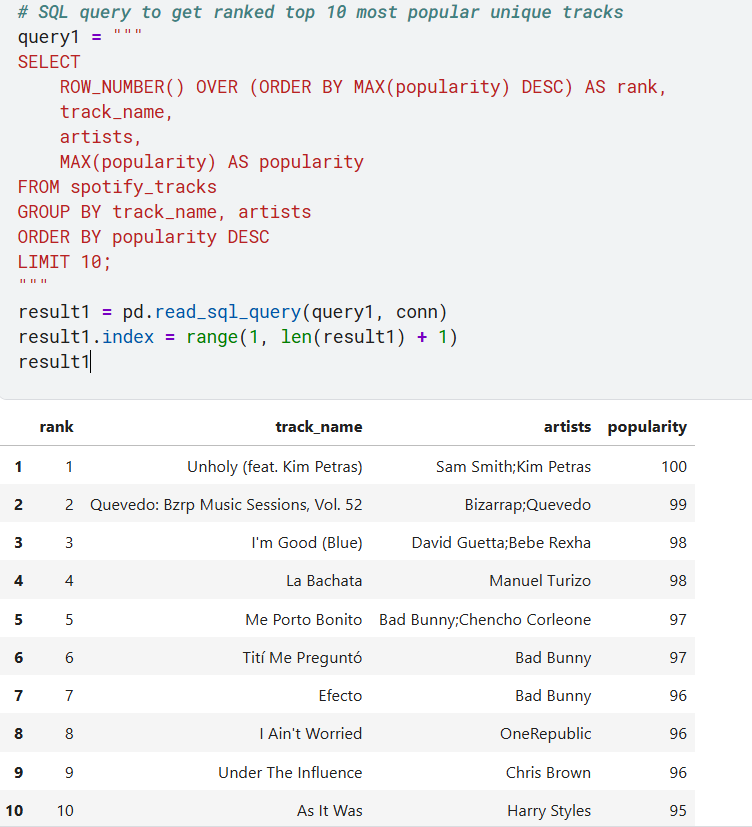 # SQL query to get ranked top 10 most popular unique tracks
query1 = """
SELECT
    ROW_NUMBER() OVER (ORDER BY MAX(popularity) DESC) AS rank,
    track_name,
    artists,
    MAX(popularity) AS popularity
FROM spotify_tracks
GROUP BY track_name, artists
ORDER BY popularity DESC
LIMIT 10;
"""
result1 = pd.read_sql_query(query1, conn)
result1.index = range(1, len(result1) + 1)
result1
rank track_name artists popularity
1 1 Unholy (feat. Kim Petras) Sam Smith;Kim Petras 100
2 2 Quevedo: Bzrp Music Sessions, Vol. 52 Bizarrap;Quevedo 99
3 3 I'm Good (Blue) David Guetta;Bebe Rexha 98
4 4 La Bachata Manuel Turizo 98
5 5 Me Porto Bonito Bad Bunny;Chencho Corleone 97
6 6 Tití Me Preguntó Bad Bunny 97
7 7 Efecto Bad Bunny 96
8 8 I Ain't Worried OneRepublic 96
9 9 Under The Influence Chris Brown 96
10 10 As It Was Harry Styles 95